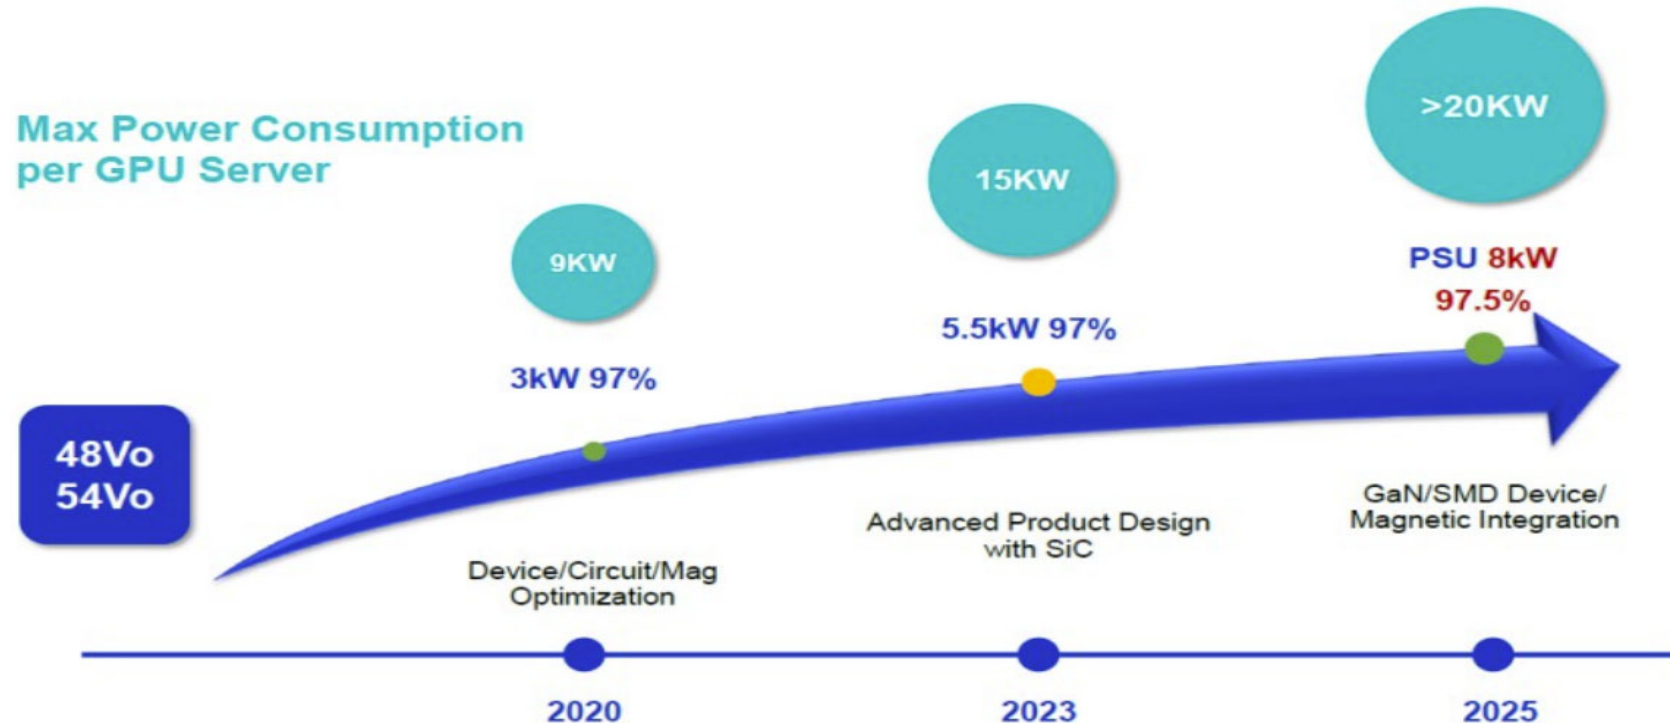 Max Power Consumption
per GPU Server
9KW
15KW
>20KW
3kW 97%
5.5kW 97%
PSU 8kW
97.5%
48Vo
54Vo
Device/Circuit/Mag
Optimization
Advanced Product Design
with SiC
GaN/SMD Device/
Magnetic Integration
2020
2023
2025